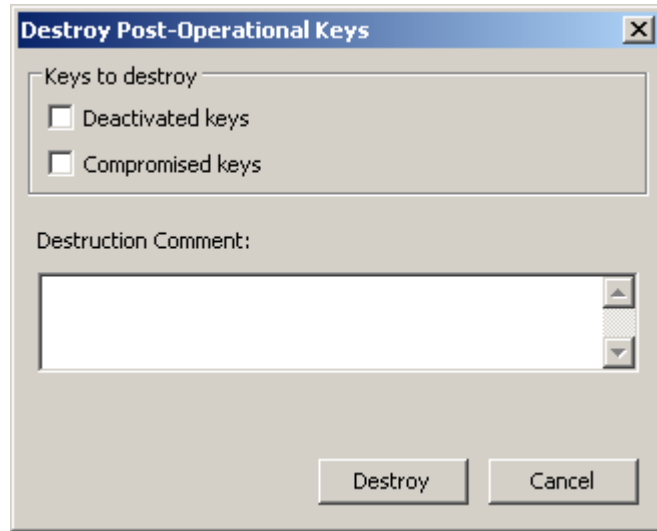 Destroy Post-Operational Keys
Keys to destroy
Deactivated keys
Compromised keys
Destruction Comment:
Destroy Cancel